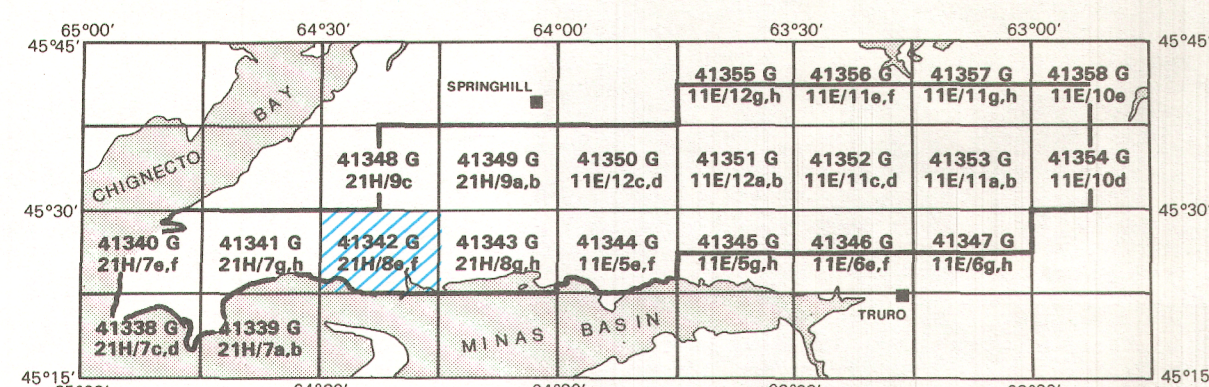 65°00' 64°30' 64°00' 63°30' 63°00'
45°45' 45°45'
SPRINGHILL
BAY
CHIGNECTO
41355 G 41356 G 41357 G 41358 G
11E/12g,h 11E/11e,f 11E/11g,h 11E/10e
41348 G 41349 G 41350 G 41351 G 41352 G 41353 G 41354 G
21H/9c 21H/9a,b 11E/12c,d 11E/12a,b 11E/11c,d 11E/11a,b 11E/10d
45°30' 45°30'
41340 G 41341 G 41342 G 41343 G 41344 G 41345 G 41346 G 41347 G
21H/7e,f 21H/7g,h 21H/8e,f 21H/8g,h 11E/5e,f 11E/5g,h 11E/6e,f 11E/6g,h
41338 G 41339 G
21H/7c,d 21H/7a,b
MINAS BASIN
TRURO
45°15' 45°15'